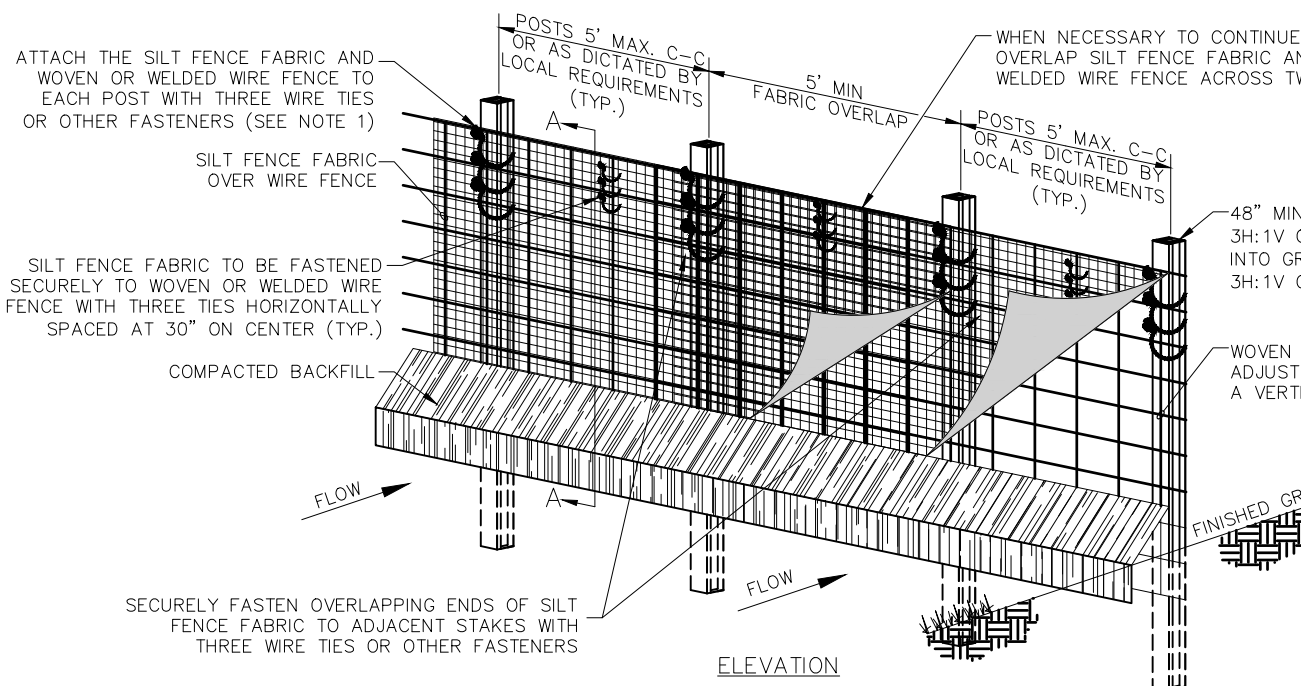 ATTACH THE SILT FENCE FABRIC AND
WOVEN OR WELDED WIRE FENCE TO
EACH POST WITH THREE WIRE TIES
OR OTHER FASTENERS (SEE NOTE 1)
POSTS 5' MAX. C-C
OR AS DICTATED BY
LOCAL REQUIREMENTS
(TYP.)
5' MIN
FABRIC OVERLAP
WHEN NECESSARY TO CONTINUE
OVERLAP SILT FENCE FABRIC AN
WELDED WIRE FENCE ACROSS TW
POSTS 5' MAX. C-C
OR AS DICTATED BY
LOCAL REQUIREMENTS
(TYP.)
A
SILT FENCE FABRIC
OVER WIRE FENCE
48" MIN
3H:1V
INTO GR
3H:1V
SILT FENCE FABRIC TO BE FASTENED
SECURELY TO WOVEN OR WELDED WIRE
FENCE WITH THREE TIES HORIZONTALLY
SPACED AT 30" ON CENTER (TYP.)
WOVEN
ADJUST
A VERTI
COMPACTED BACKFILL
A
FLOW
FINISHED GR
FLOW
SECURELY FASTEN OVERLAPPING ENDS OF SILT
FENCE FABRIC TO ADJACENT STAKES WITH
THREE WIRE TIES OR OTHER FASTENERS
ELEVATION